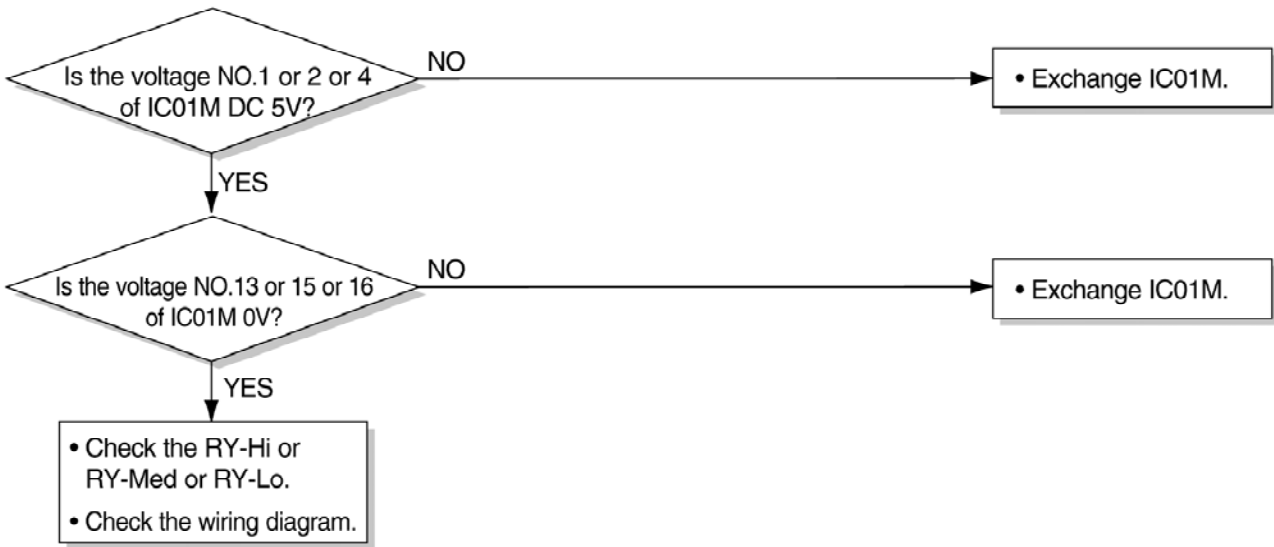 Is the voltage NO.1 or 2 or 4
of IC01M DC 5V?
NO
• Exchange IC01M.
YES
Is the voltage NO.13 or 15 or 16
of IC01M 0V?
NO
• Exchange IC01M.
YES
• Check the RY-Hi or
RY-Med or RY-Lo.
• Check the wiring diagram.